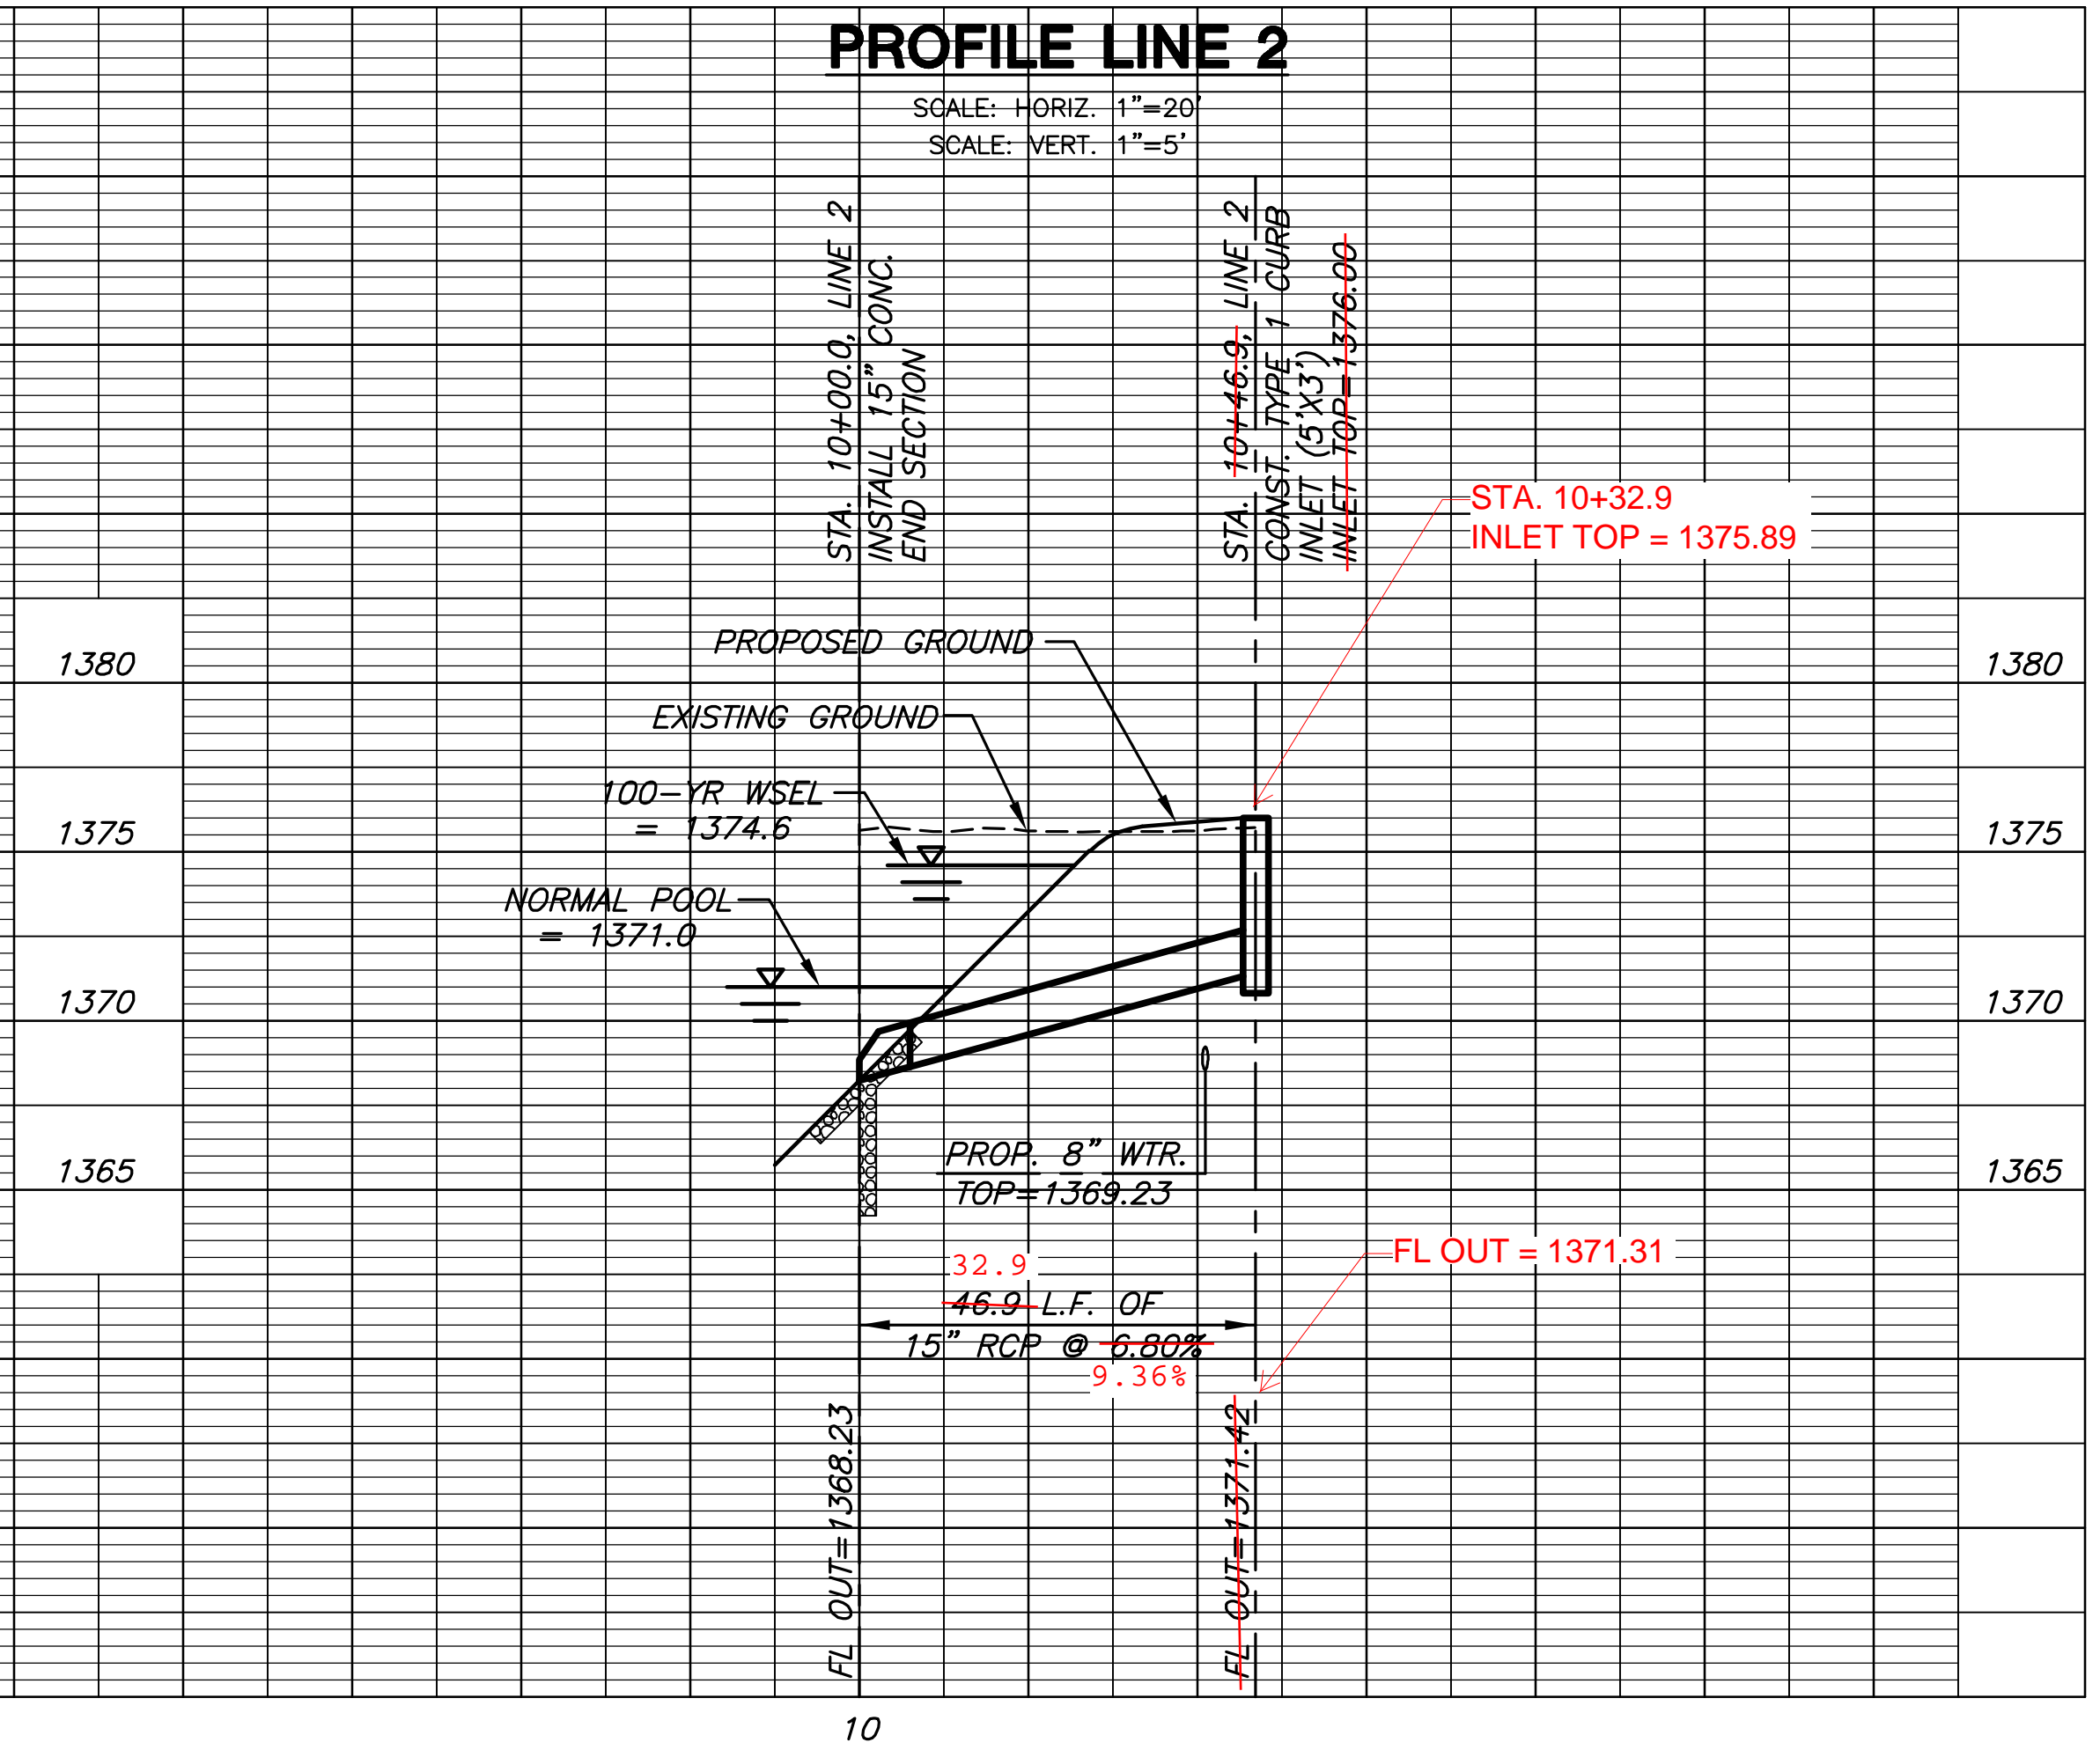 PROFILE LINE 2
SCALE: HORIZ. 1"=20'
SCALE: VERT. 1"=5'
STA. 10+00.0, LINE 2
INSTALL 15" CONC.
END SECTION
STA. 10+46.9, LINE 2
CONST. TYPE 1 CURB
INLET (5'X3')
INLET TOP=1376.00
STA. 10+32.9
INLET TOP = 1375.89
PROPOSED GROUND
1380
1380
EXISTING GROUND
100-YR WSEL
= 1374.6
1375
1375
NORMAL POOL
= 1371.0
1370
1370
PROP. 8" WTR.
TOP=1369.23
1365
1365
FL OUT = 1371.31
32.9
46.9 L.F. OF
15" RCP @ 6.80%
9.36%
FL OUT=1368.23
FL OUT=1371.42
10